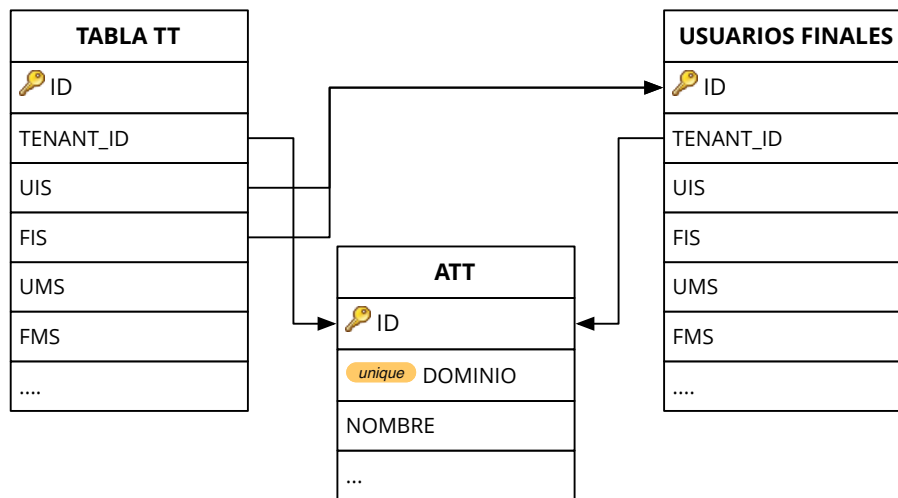 TABLA TT
ID
TENANT_ID
UIS
FIS
UMS
FMS
....
USUARIOS FINALES
ID
TENANT_ID
UIS
FIS
UMS
FMS
....
ATT
ID
unique DOMINIO
NOMBRE
...